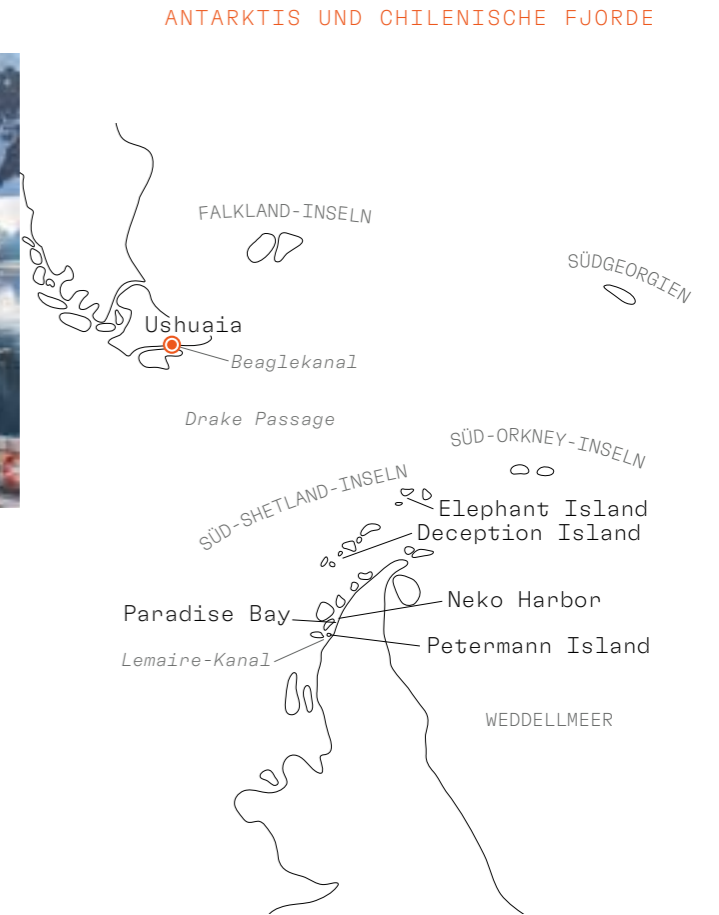 ANTARKTIS UND CHILENISCHE FJORDE
FALKLAND-INSELN
SÜDGEORGIEN
Ushuaia
Beaglekanal
Drake Passage
SÜD-ORKNEY-INSELN
SÜD-SHETLAND-INSELN
Elephant Island
Deception Island
Neko Harbor
Paradise Bay
Petermann Island
Lemaire-Kanal
WEDDELLMEER